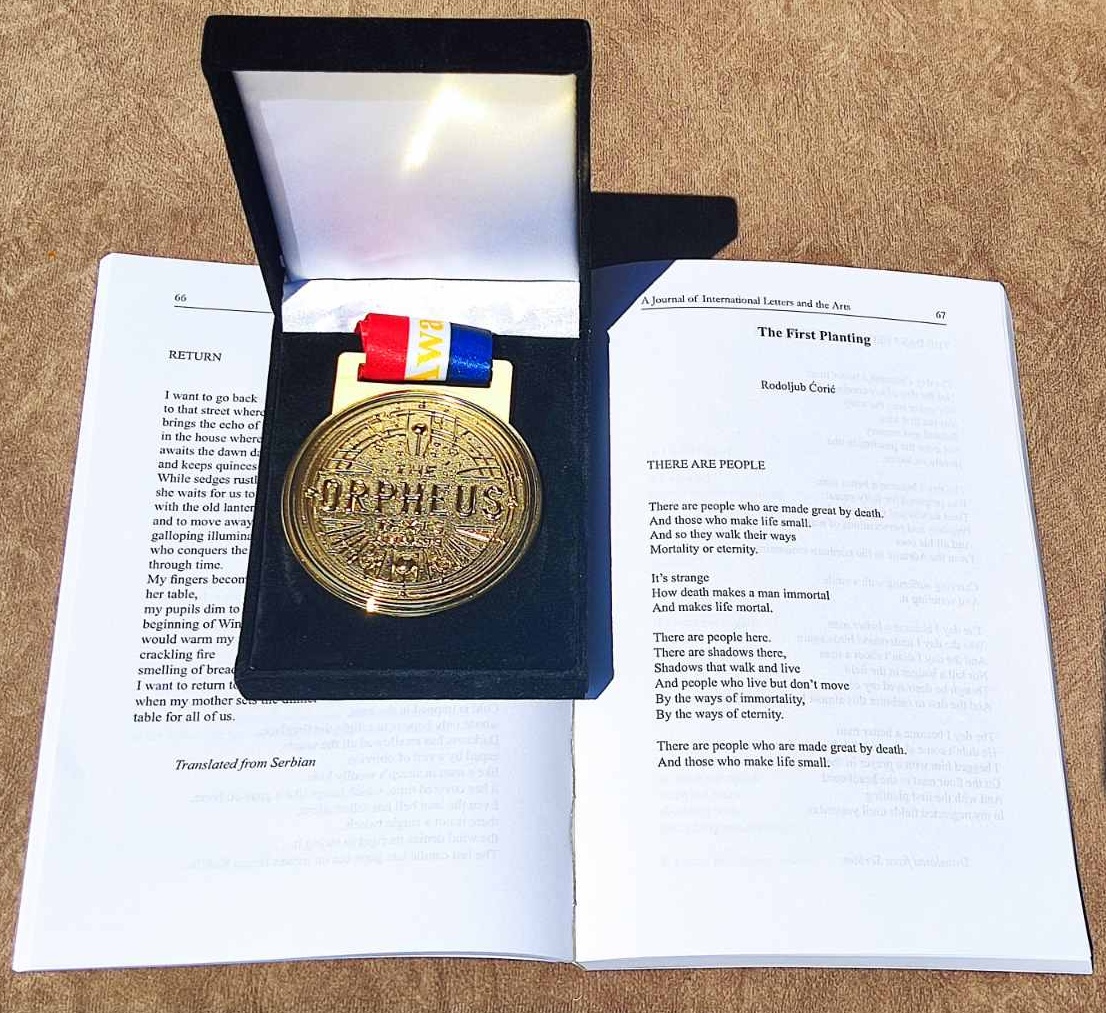 66
RETURN
I want to go back
to that street where
brings the echo of
in the house where
awaits the dawn
and keeps quinces
While sedges
she waits for us to
with the old
and to move away
galloping
who conquers the
through time.
My fingers
her table,
my pupils dim to
beginning of
would warm my
crackling fire
smelling of
I want to return
when my mother sets the dinner
table for all of us.
Translated from Serbian
THE
ORPHEUS
A Journal of International Letters and the Arts
67
The First Planting
Rodoljub Ćorić
THERE ARE PEOPLE
There are people who are made great by death.
And those who make life small.
And so they walk their ways
Mortality or eternity.
It's strange
How death makes a man immortal
And makes life mortal.
There are people here.
There are shadows there,
Shadows that walk and live
And people who live but don't move
By the ways of immortality,
By the ways of eternity.
There are people who are made great by death.
And those who make life small.